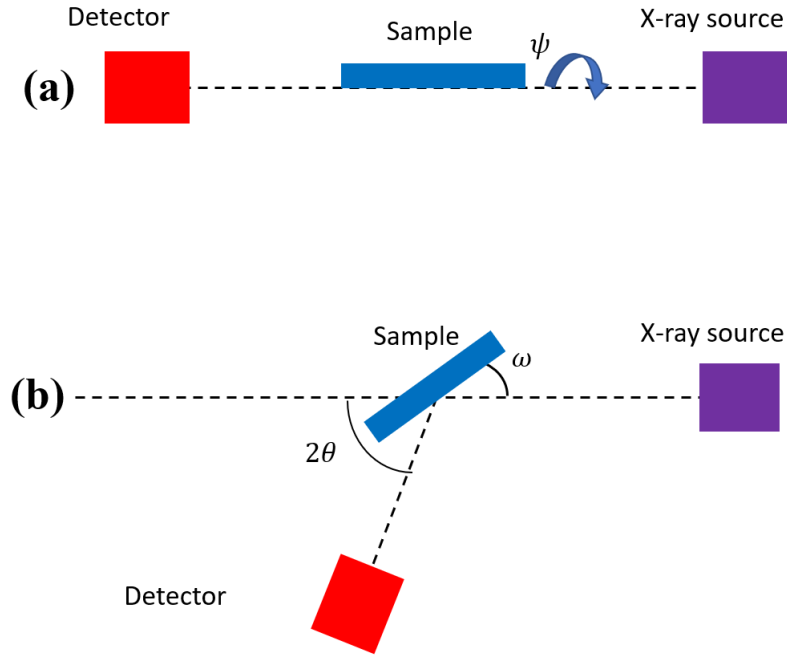 Detector
Sample
ψ
X-ray source
(a)
Sample
X-ray source
ω
(b)
2θ
Detector